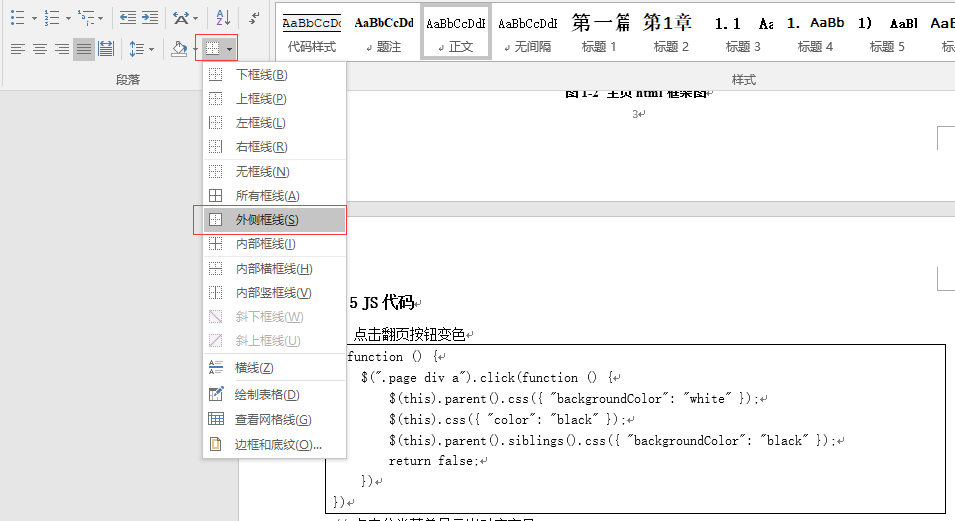 AaBbCcDd AaBbCcDd AaBbCcDdE AaBbCcDdE 第一篇 第1章 1. 1 Aa 1. AaBb 1) AaBl AaB
代码样式 ↲ 题注 ↲ 正文 ↲ 无间隔 标题 1 标题 2 标题 3 标题 4 标题 5
段落 样式
下框线(B)
上框线(P)
左框线(L)
右框线(R)
无框线(N)
所有框线(A)
外侧框线(S)
内部框线(I)
内部横框线(H)
内部竖框线(V)
斜下框线(W)
斜上框线(U)
横线(Z)
绘制表格(D)
查看网格线(G)
边框和底纹(O)...
图1-2 主页 html 框架图↵
3↵
5 JS 代码↵
点击翻页按钮变色↵
function () {↵
$(".page div a").click(function () {↵
$(this).parent().css({ "backgroundColor": "white" });↵
$(this).css({ "color": "black" });↵
$(this).parent().siblings().css({ "backgroundColor": "black" });↵
return false;↵
})↵
})↵